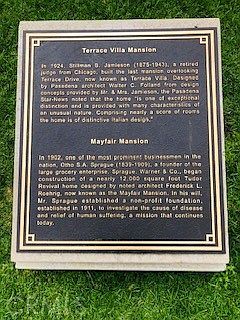 Terrace Villa Mansion
In 1924, Stillman B. Jamieson (1875-1943), a retired
judge from Chicago, built the last mansion overlooking
Terrace Drive, now known as Terrace Villa. Designed
by Pasadena architect Walter C. Folland from design
concepts provided by Mr. & Mrs. Jamieson, the Pasadena
Star-News noted that the home "is one of exceptional
distinction and is provided with many characteristics of
an unusual nature. Comprising nearly a score of rooms
the home is of distinctive Italian design."
Mayfair Mansion
In 1902, one of the most prominent businessmen in the
nation, Otho S.A. Sprague (1839-1909), a founder of the
large grocery enterprise, Sprague, Warner & Co., began
construction of a nearly 12,000 square foot Tudor
Revival home designed by noted architect Frederick L.
Roehrig, now known as the Mayfair Mansion. In his will,
Mr. Sprague established a non-profit foundation,
established in 1911, to investigate the cause of disease
and relief of human suffering, a mission that continues
today.